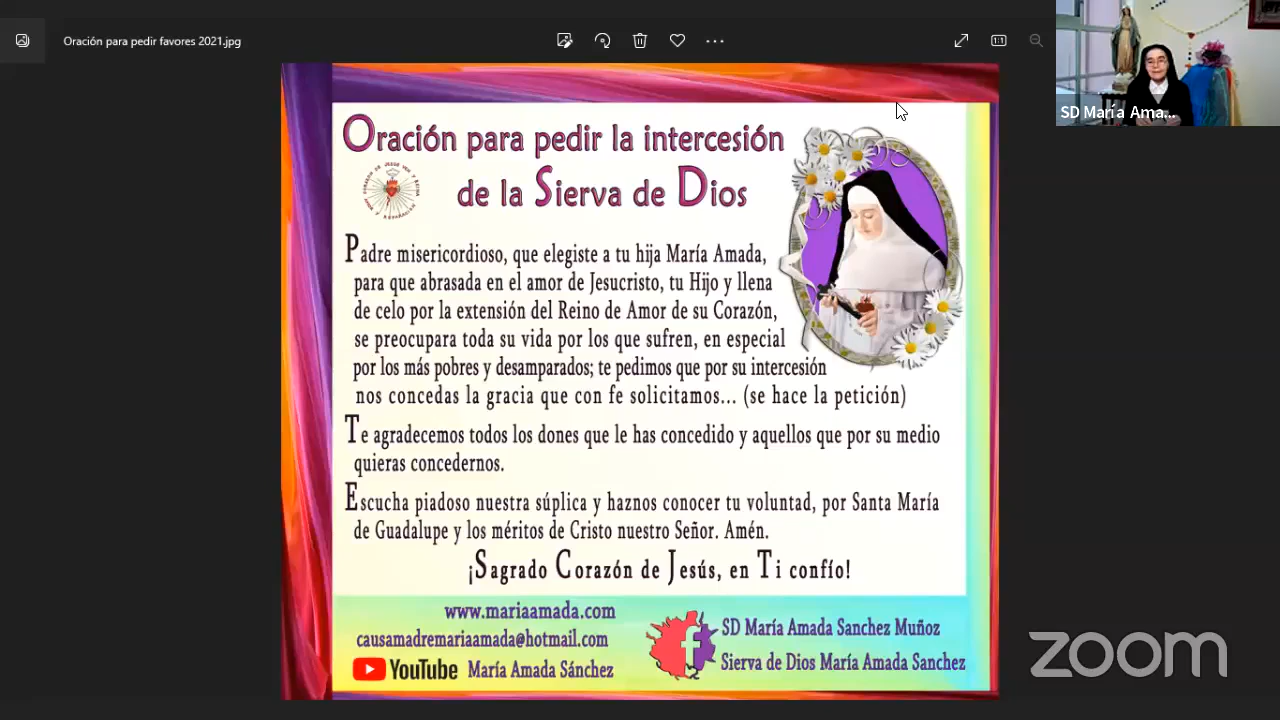 Oración para pedir favores 2021.jpg
SD María Ama...
Oración para pedir la intercesión
de la Sierva de Dios
Padre misericordioso, que elegiste a tu hija María Amada,
para que abrasada en el amor de Jesucristo, tu Hijo y llena
de celo por la extensión del Reino de Amor de su Corazón,
se preocupara toda su vida por los que sufren, en especial
por los más pobres y desamparados; te pedimos que por su intercesión
nos concedas la gracia que con fe solicitamos... (se hace la petición)
Te agradecemos todos los dones que le has concedido y aquellos que por su medio
quieras concedernos.
Escucha piadoso nuestra súplica y haznos conocer tu voluntad, por Santa María
de Guadalupe y los méritos de Cristo nuestro Señor. Amén.
¡Sagrado Corazón de Jesús, en Ti confío!
www.mariaamada.com
causamadremariaamada@hotmail.com
YouTube María Amada Sánchez
SD María Amada Sanchez Muñoz
Sierva de Dios María Amada Sanchez
zoom